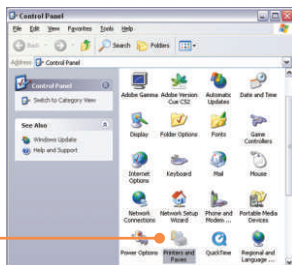 Control Panel
File Edit View Favorites Tools Help
Back Search Folders
Address Control Panel
Control Panel
Switch to Category View
See Also
Windows Update
Help and Support
Adobe Gamma Adobe Version Cue CS2 Automatic Updates Date and Time
Display Folder Options Fonts Game Controllers
Internet Options Keyboard Mail Mouse
Network Connections Network Setup Wizard Phone and Modem ... Portable Media Devices
Power Options Printers and Faxes QuickTime Regional and Language ...